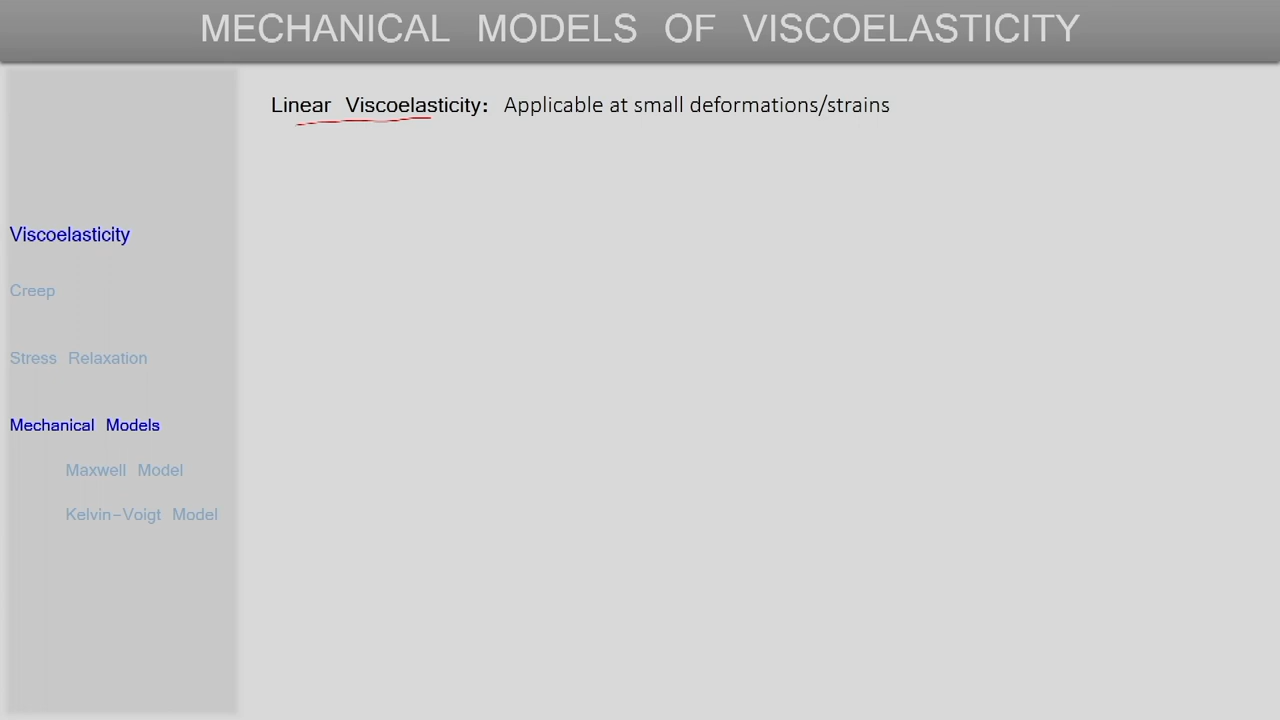 MECHANICAL MODELS OF VISCOELASTICITY
Linear Viscoelasticity: Applicable at small deformations/strains
Viscoelasticity
Creep
Stress Relaxation
Mechanical Models
Maxwell Model
Kelvin-Voigt Model